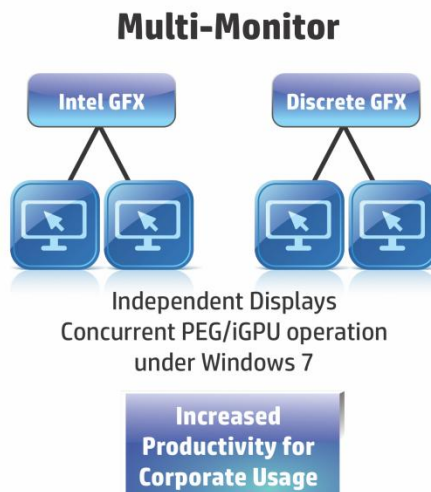 Multi-Monitor
Intel GFX
Discrete GFX
Independent Displays
Concurrent PEG/iGPU operation
under Windows 7
Increased
Productivity for
Corporate Usage